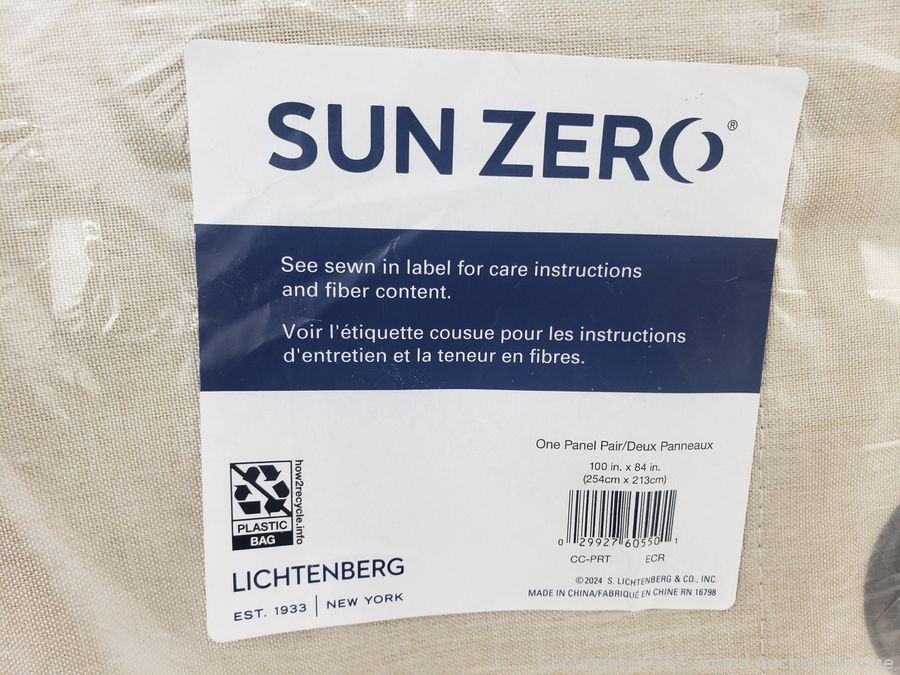 SUN ZERO®
See sewn in label for care instructions
and fiber content.
Voir l'étiquette cousue pour les instructions
d'entretien et la teneur en fibres.
One Panel Pair/Deux Panneaux
100 in. x 84 in.
(254cm x 213cm)
0 29927 60550 1
CC-PRT ECR
how2recycle.info
PLASTIC
BAG
LICHTENBERG
EST. 1933 | NEW YORK
©2024 S. LICHTENBERG & CO., INC.
MADE IN CHINA/FABRIQUÉ EN CHINE RN 16798